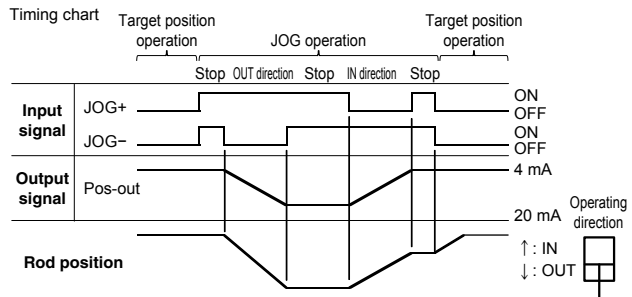 Timing chart
Target position operation
JOG operation
Target position operation
Stop OUT direction Stop IN direction Stop
Input signal
JOG+
ON
OFF
JOG−
ON
OFF
Output signal
Pos-out
4 mA
20 mA
Operating direction
Rod position
↑: IN
↓: OUT